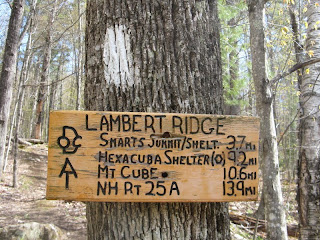 LAMBERT RIDGE
SMARTS SUMMIT/SHELT. 3.7 MI
HEXACUBA SHELTER(O) 9.2 MI
MT CUBE 10.6 MI
NH RT 25A 13.9 MI